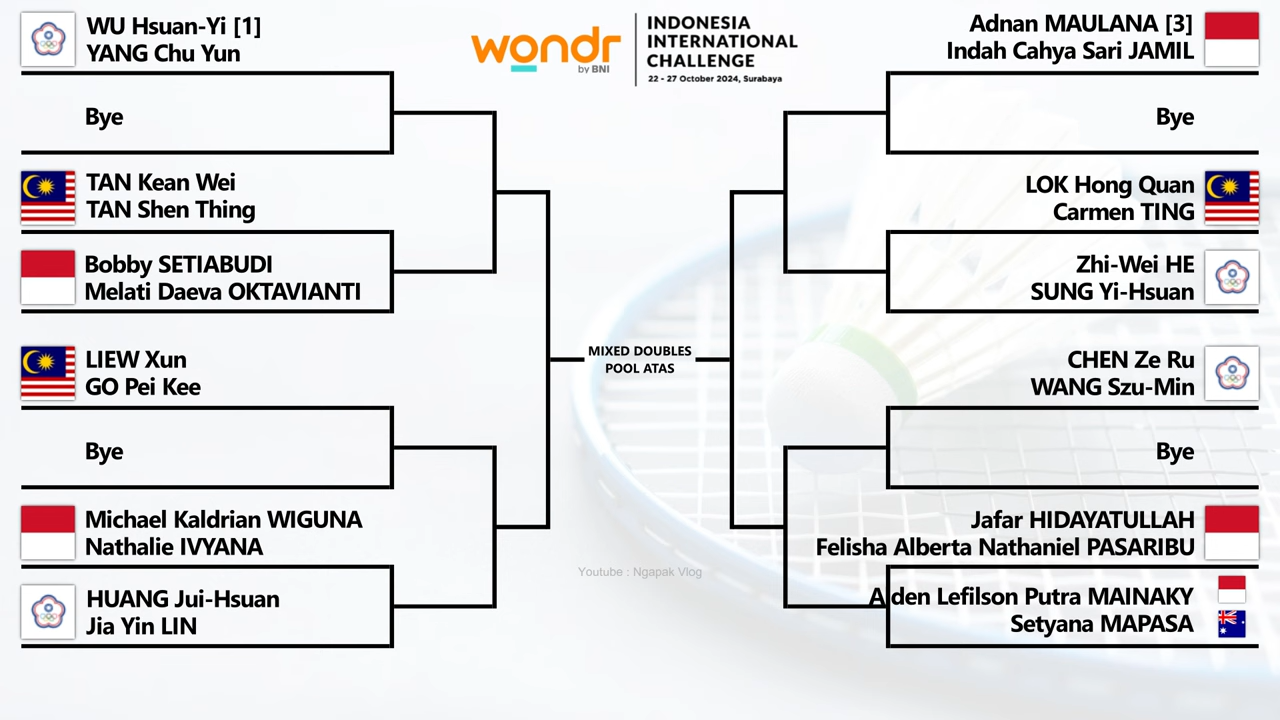 WU Hsuan-Yi [1]
YANG Chu Yun
Bye
TAN Kean Wei
TAN Shen Thing
Bobby SETIABUDI
Melati Daeva OKTAVIANTI
LIEW Xun
GO Pei Kee
Bye
Michael Kaldrian WIGUNA
Nathalie IVYANA
HUANG Jui-Hsuan
Jia Yin LIN
wondr
by BNI
INDONESIA
INTERNATIONAL
CHALLENGE
22 - 27 October 2024, Surabaya
MIXED DOUBLES
POOL ATAS
Youtube : Ngapak Vlog
Adnan MAULANA [3]
Indah Cahya Sari JAMIL
Bye
LOK Hong Quan
Carmen TING
Zhi-Wei HE
SUNG Yi-Hsuan
CHEN Ze Ru
WANG Szu-Min
Bye
Jafar HIDAYATULLAH
Felisha Alberta Nathaniel PASARIBU
Aiden Lefilson Putra MAINAKY
Setyana MAPASA